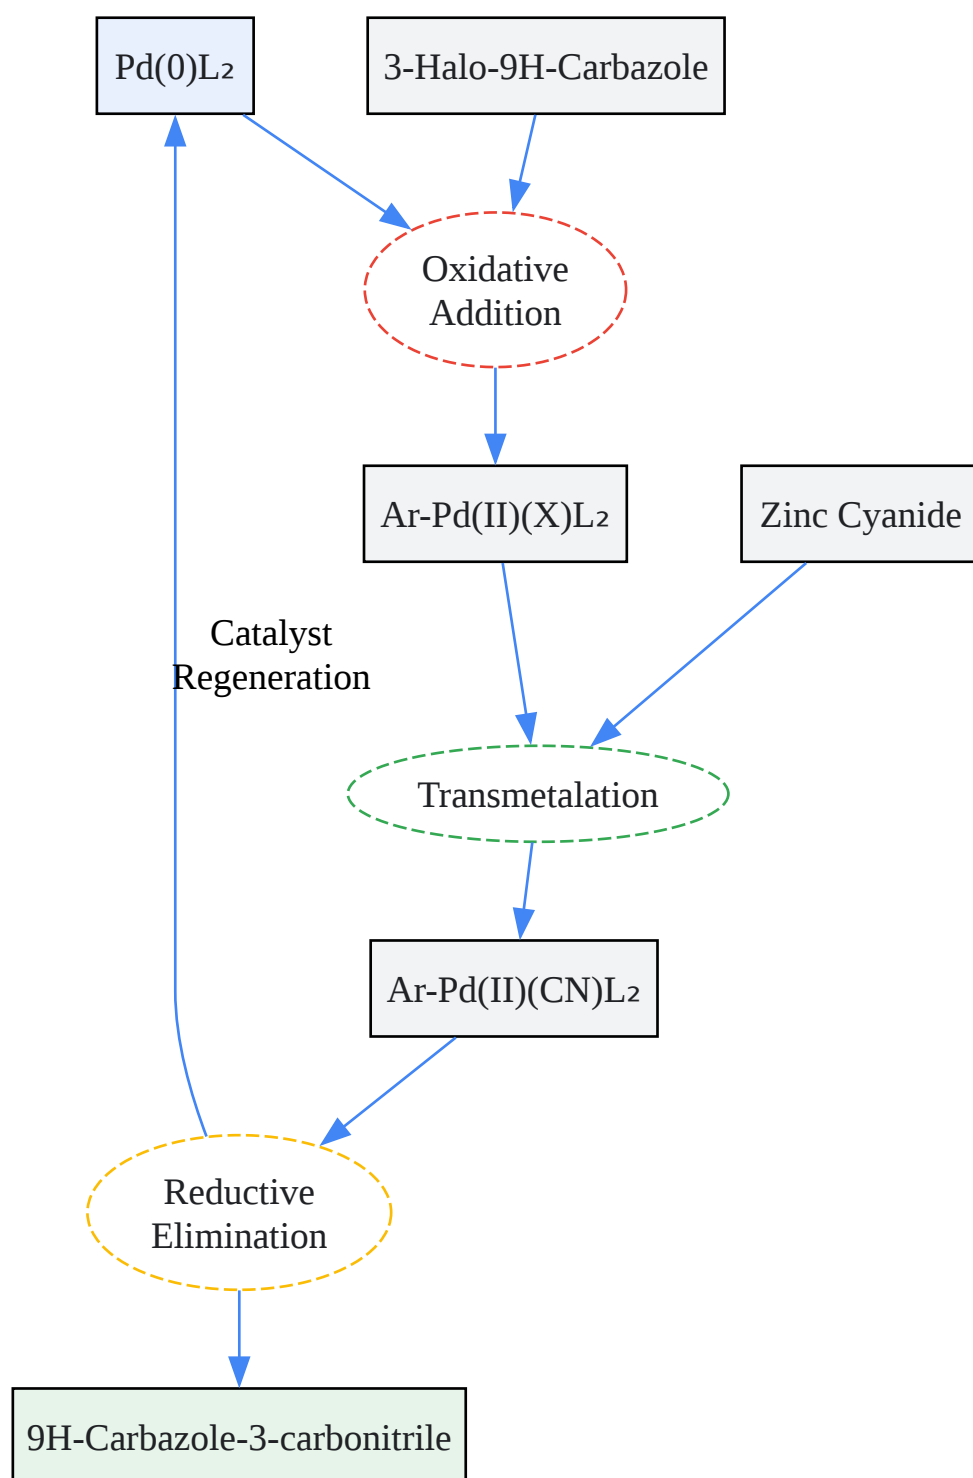 Pd(0)L₂
3-Halo-9H-Carbazole
Oxidative
Addition
Ar-Pd(II)(X)L₂
Zinc Cyanide
Catalyst
Regeneration
Transmetalation
Ar-Pd(II)(CN)L₂
Reductive
Elimination
9H-Carbazole-3-carbonitrile